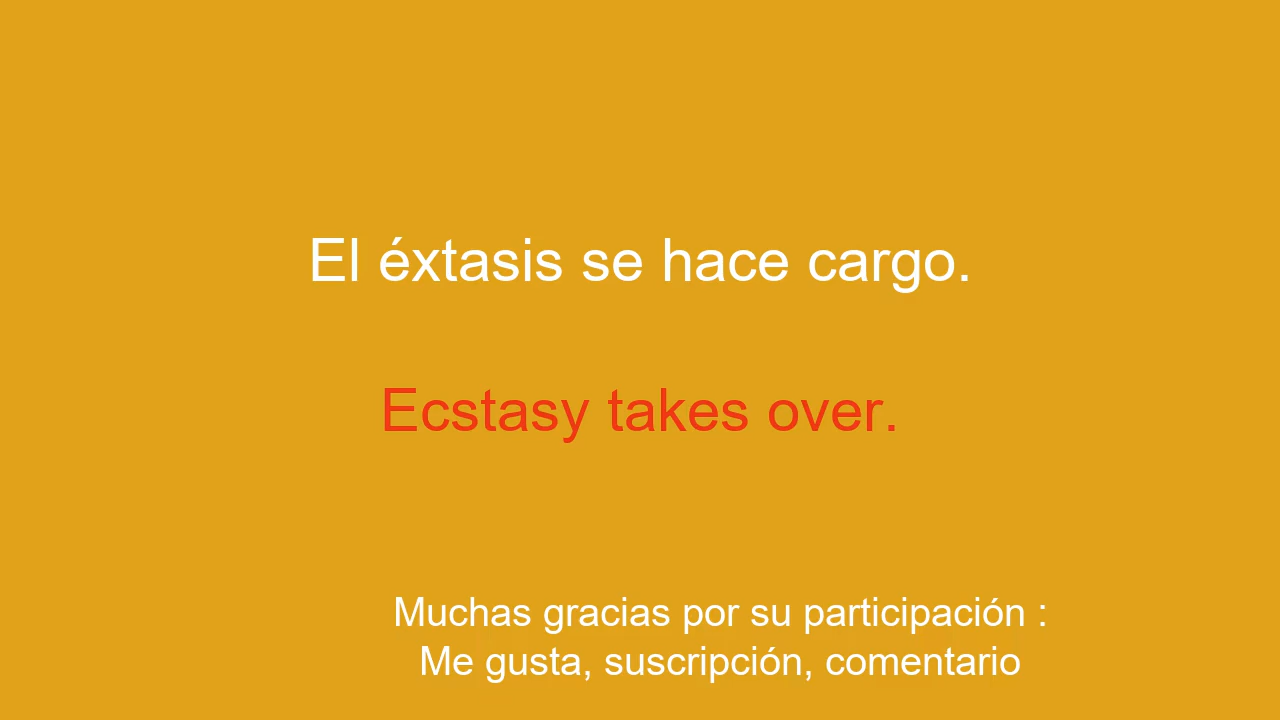 El éxtasis se hace cargo.
Ecstasy takes over.
Muchas gracias por su participación :
Me gusta, suscripción, comentario